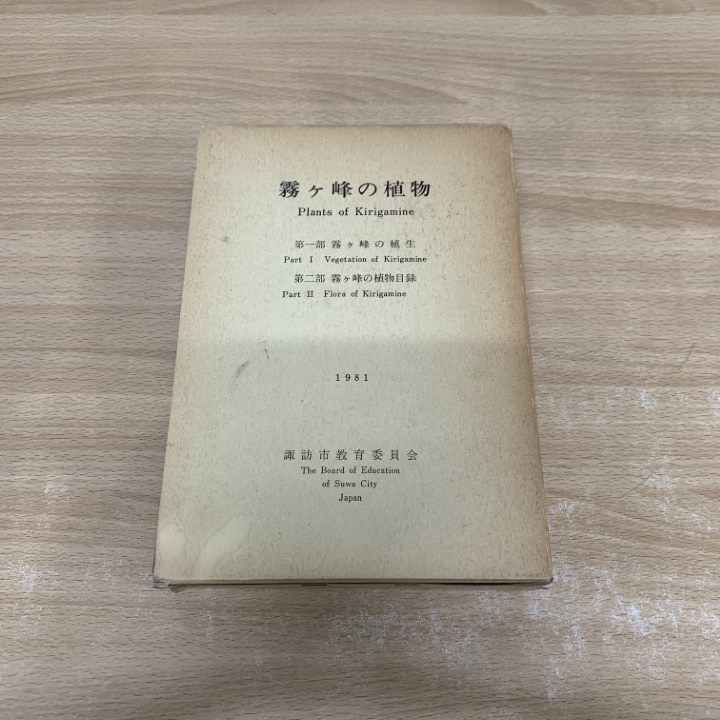 霧ヶ峰の植物
Plants of Kirigamine
第一部 霧ヶ峰の植生
Part I Vegetation of Kirigamine
第二部 霧ヶ峰の植物目録
Part II Flora of Kirigamine
1981
諏訪市教育委員会
The Board of Education
of Suwa City
Japan